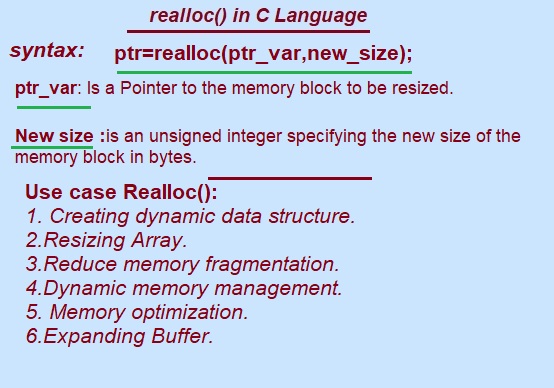 realloc() in C Language
syntax: ptr=realloc(ptr_var,new_size);
ptr_var: Is a Pointer to the memory block to be resized.
New size :is an unsigned integer specifying the new size of the
memory block in bytes.
Use case Realloc():
1. Creating dynamic data structure.
2.Resizing Array.
3.Reduce memory fragmentation.
4.Dynamic memory management.
5. Memory optimization.
6.Expanding Buffer.